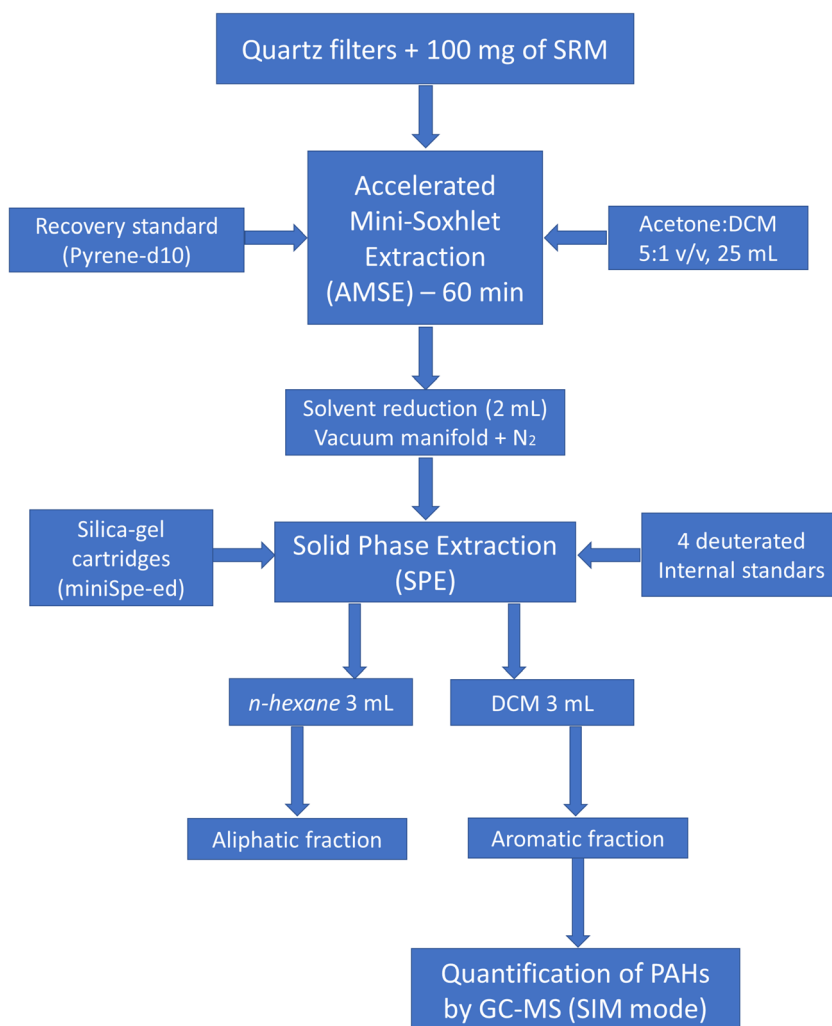 Quartz filters + 100 mg of SRM
Accelerated
Mini-Soxhlet
Extraction
(AMSE) – 60 min
Recovery standard
(Pyrene-d10)
Acetone:DCM
5:1 v/v, 25 mL
Solvent reduction (2 mL)
Vacuum manifold + N₂
Silica-gel
cartridges
(miniSpe-ed)
Solid Phase Extraction
(SPE)
4 deuterated
Internal standars
n-hexane 3 mL
DCM 3 mL
Aliphatic fraction
Aromatic fraction
Quantification of PAHs
by GC-MS (SIM mode)